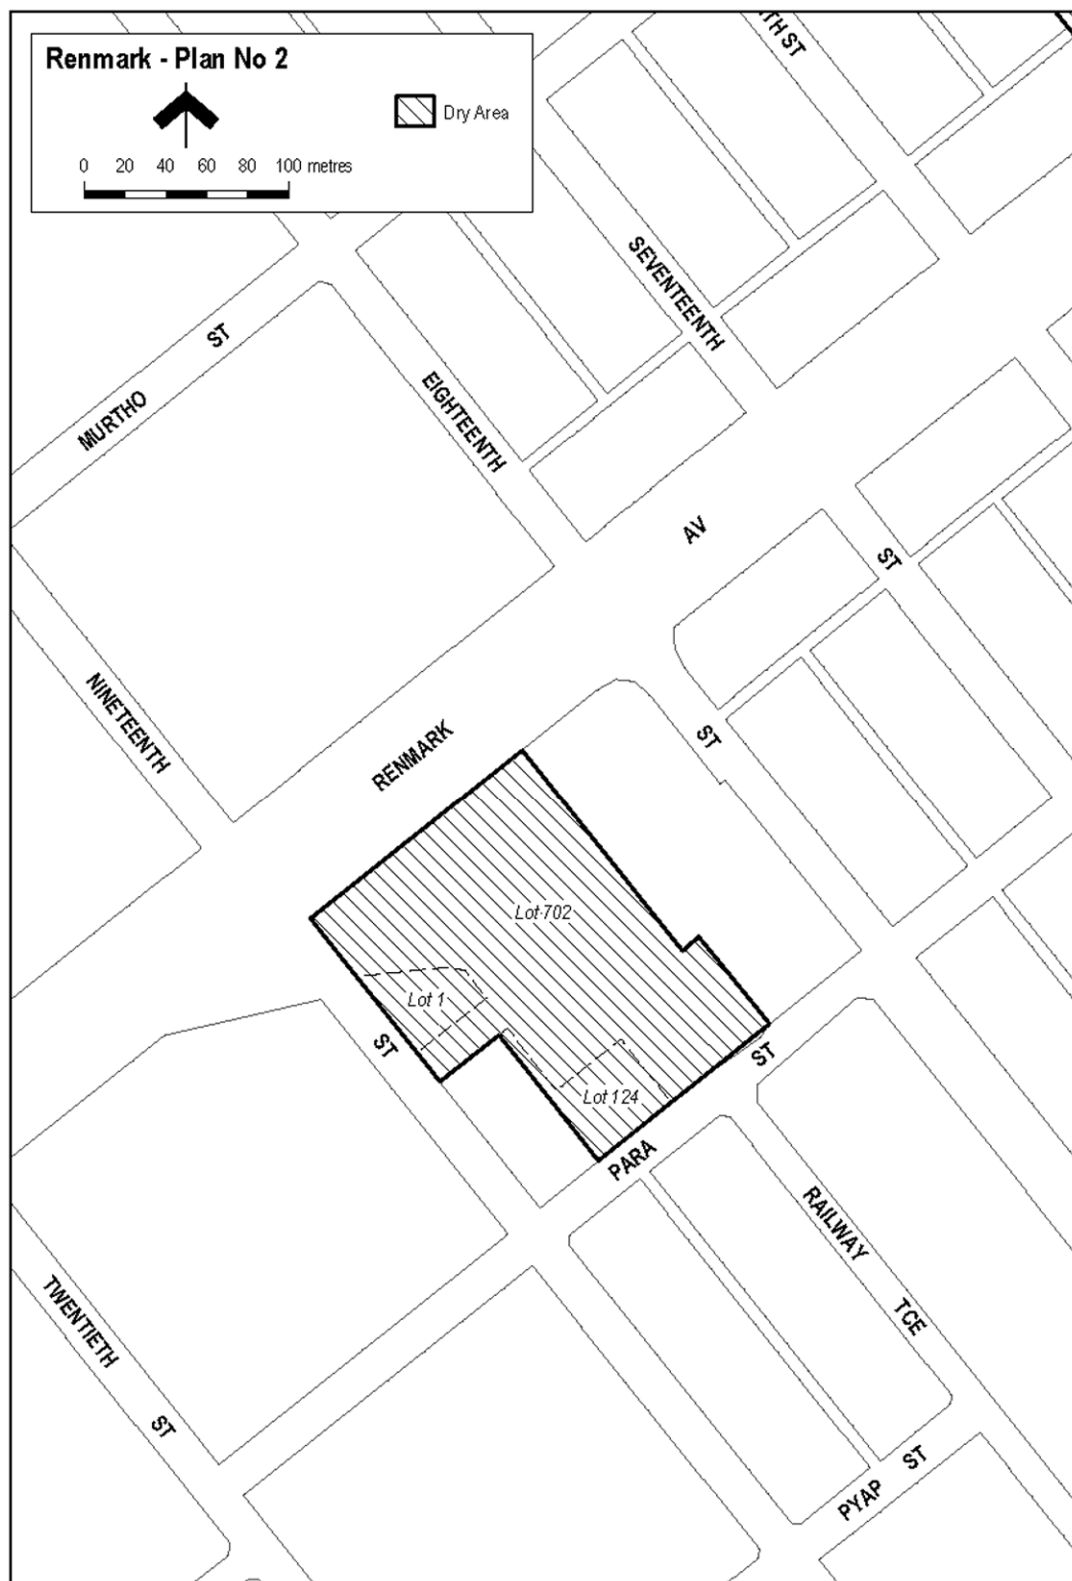 Renmark - Plan No 2
Dry Area
0 20 40 60 80 100 metres
TH ST
SEVENTEENTH
ST
MURTHO
EIGHTEENTH
AV
ST
NINETEENTH
RENMARK
ST
Lot 702
Lot 1
ST
ST
Lot 124
PARA
RAILWAY
TCE
TWENTIETH
ST
ST
PYAP